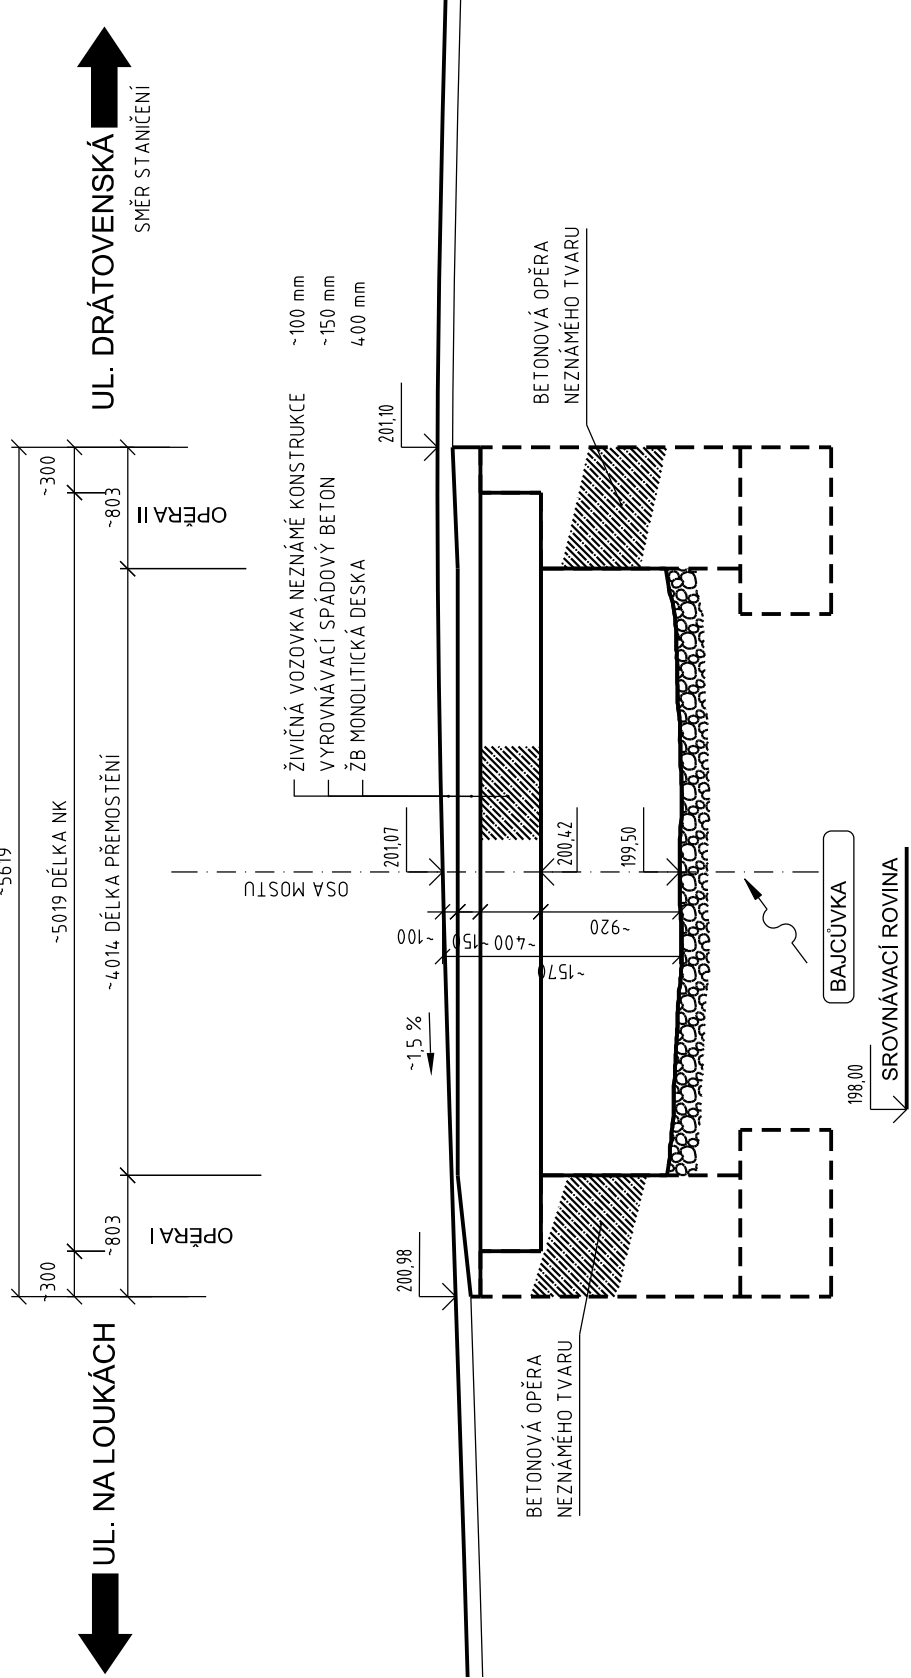 UL. NA LOUKÁCH
UL. DRÁTOVENSKÁ
SMĚR STANIČENÍ
~5619
~300
~5019 DÉLKA NK
~300
~803
~4014 DÉLKA PŘEMOSTĚNÍ
~803
OPĚRA I
OPĚRA II
OSA MOSTU
ŽIVIČNÁ VOZOVKA NEZNÁMÉ KONSTRUKCE ~100 mm
VYROVNÁVACÍ SPÁDOVÝ BETON ~150 mm
ŽB MONOLITICKÁ DESKA 400 mm
200,98
201,07
201,10
~1,5 %
~100
~150
~400
~920
~1570
200,42
199,50
BETONOVÁ OPĚRA
NEZNÁMÉHO TVARU
BETONOVÁ OPĚRA
NEZNÁMÉHO TVARU
BAJCŮVKA
198,00
SROVNÁVACÍ ROVINA